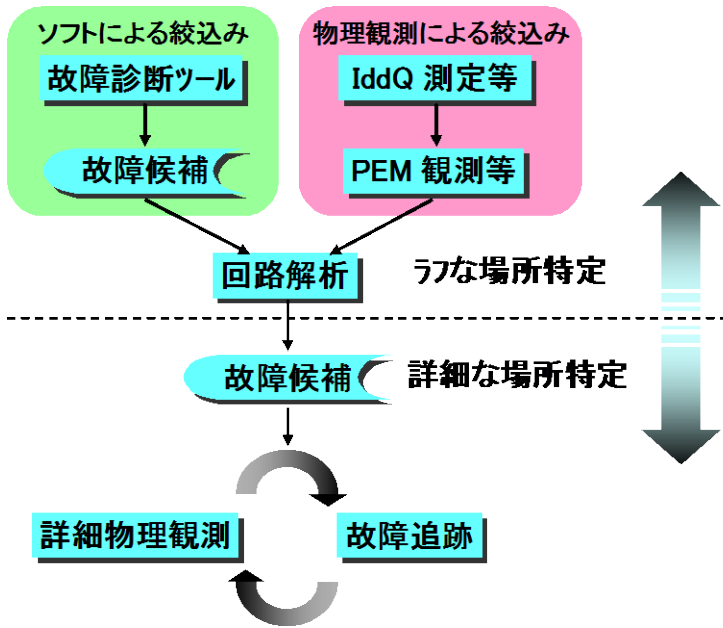 ソフトによる絞込み
故障診断ツール
故障候補
物理観測による絞込み
IddQ 測定等
PEM 観測等
回路解析
ラフな場所特定
故障候補
詳細な場所特定
詳細物理観測
故障追跡